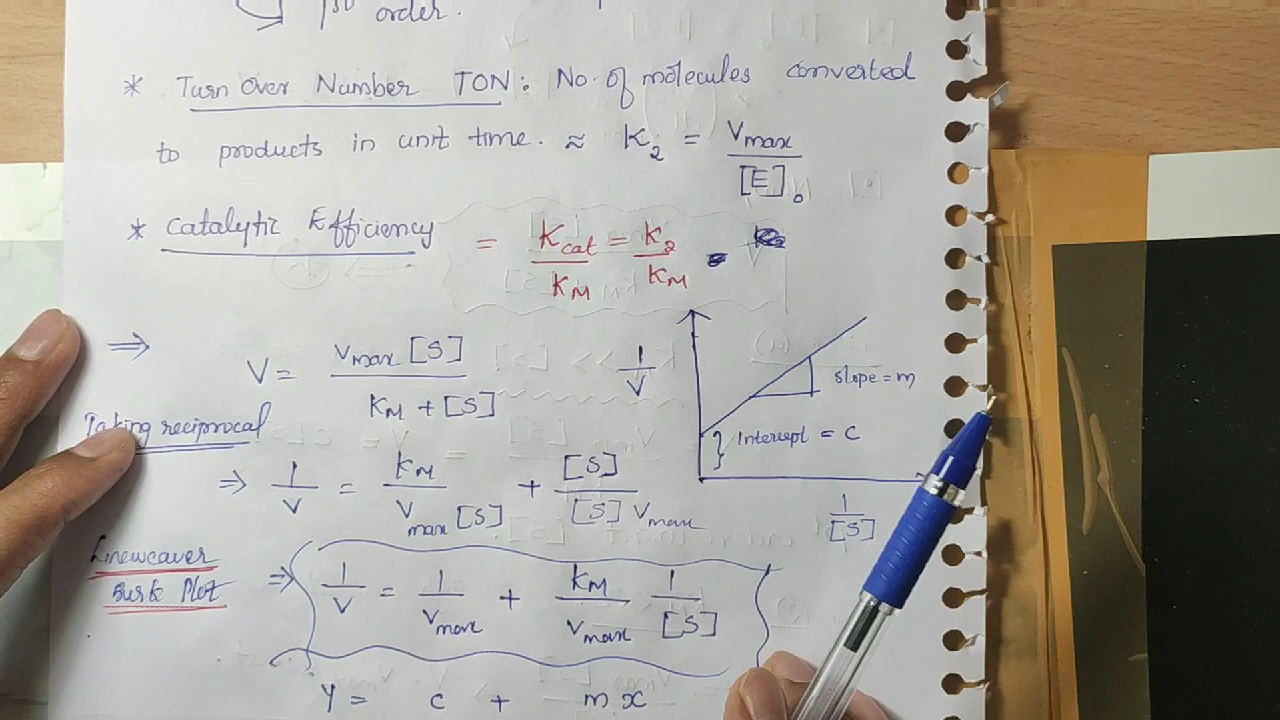 1st order.
* Turn Over Number TON: No. of molecules converted
to products in unit time. ≈ K₂ = Vmax / [E]₀
* Catalytic Efficiency = Kcat / KM = K₂ / KM
⇒ V = Vmax [S] / KM + [S]
1/V
slope = m
Intercept = C
1/[S]
Taking reciprocal
⇒ 1/V = KM / Vmax [S] + [S] / [S] Vmax
Lineweaver
Burk Plot
⇒ 1/V = 1/Vmax + KM/Vmax 1/[S]
Y = C + mx